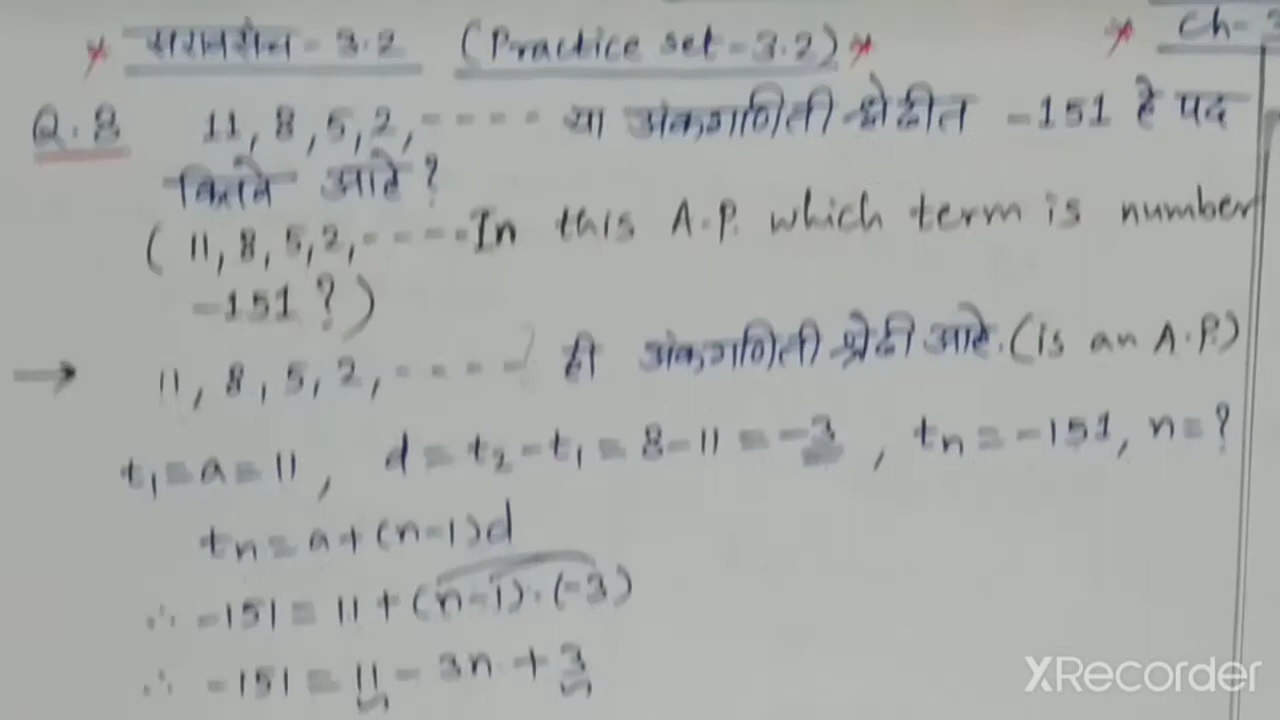 सरावसंच - 3.2 (Practice set - 3.2) Ch-3
Q.8 11, 8, 5, 2, ---- या अंकगणिती श्रेढीत -151 हे पद
कितवे आहे?
( 11, 8, 5, 2, ---- In this A.P. which term is number
-151 ?)
→ 11, 8, 5, 2, ---- ही अंकगणिती श्रेढी आहे. (is an A.P.)
t₁ = a = 11, d = t₂ - t₁ = 8 - 11 = -3, tn = -151, n = ?
tn = a + (n-1)d
∴ -151 = 11 + (n-1)·(-3)
∴ -151 = 11 - 3n + 3
XRecorder